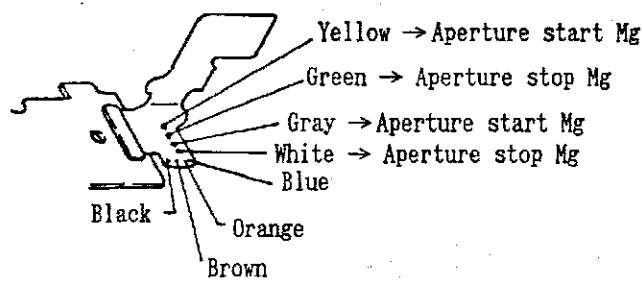 Yellow → Aperture start Mg
Green → Aperture stop Mg
Gray → Aperture start Mg
White → Aperture stop Mg
Blue
Black
Orange
Brown